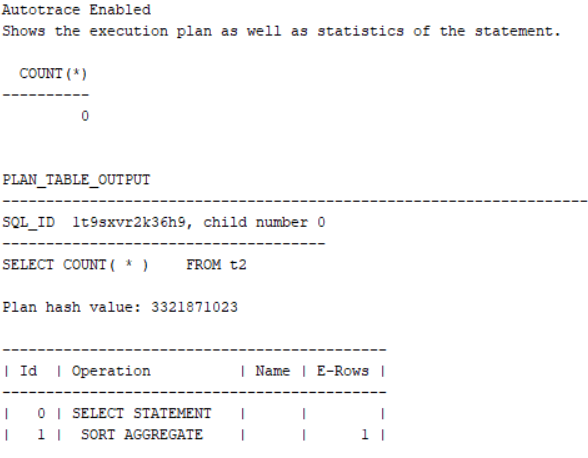 Autotrace Enabled
Shows the execution plan as well as statistics of the statement.
COUNT(*)
----------
0
PLAN_TABLE_OUTPUT
--------------------------------------------------------------------
SQL_ID  1t9sxvr2k36h9, child number 0
-------------------------------------
SELECT COUNT( * )    FROM t2
Plan hash value: 3321871023
--------------------------------------------
| Id  | Operation          | Name | E-Rows |
--------------------------------------------
|   0 | SELECT STATEMENT   |      |        |
|   1 |  SORT AGGREGATE    |      |      1 |